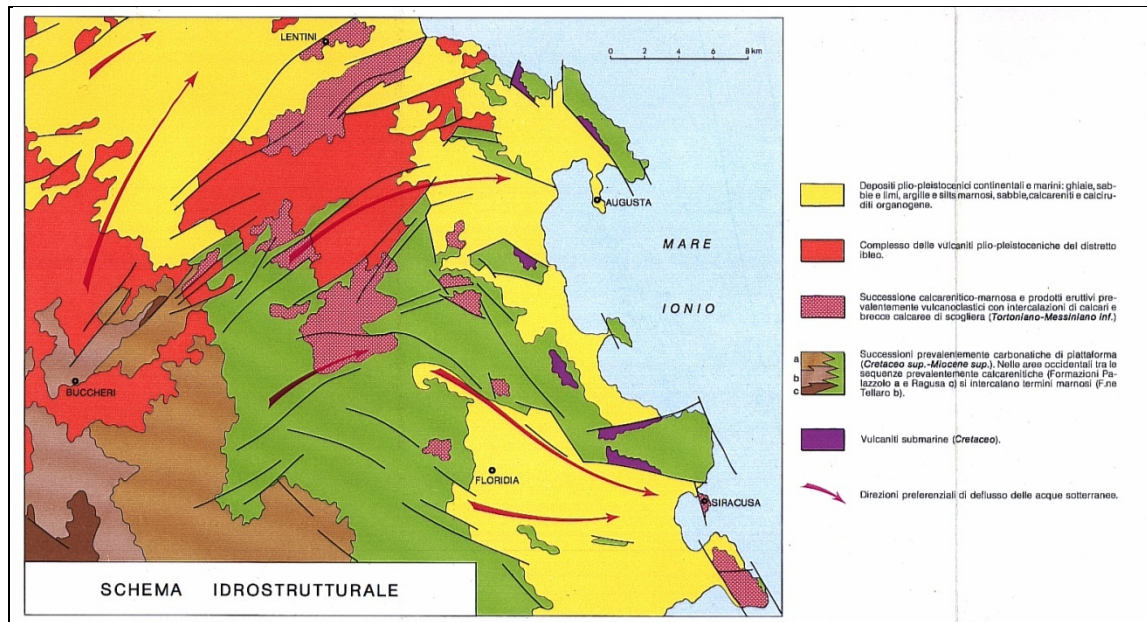 LENTINI
0 2 4 6 8 km
AUGUSTA
MARE
IONIO
BUCCHERI
FLORIDIA
SIRACUSA
SCHEMA IDROSTRUTTURALE
Depositi plio-pleistocenici continentali e marini: ghiaie, sab-
bie e limi, argille e silts marnosi, sabbie, calcareniti e calciru-
diti organogene.
Complesso delle vulcaniti plio-pleistoceniche del distretto
ibleo.
Successione calcarenitico-marnosa e prodotti eruttivi pre-
valentemente vulcanoclastici con intercalazioni di calcari e
brecce calcaree di scogliera (Tortoniano-Messiniano inf.)
a
b
c
Successioni prevalentemente carbonatiche di piattaforma
(Cretaceo sup.-Miocene sup.). Nelle aree occidentali tra le
sequenze prevalentemente calcarenitiche (Formazioni Pa-
lazzolo a e Ragusa c) si intercalano termini marnosi (F.ne
Tellaro b).
Vulcaniti submarine (Cretaceo).
Direzioni preferenziali di deflusso delle acque sotterranee.